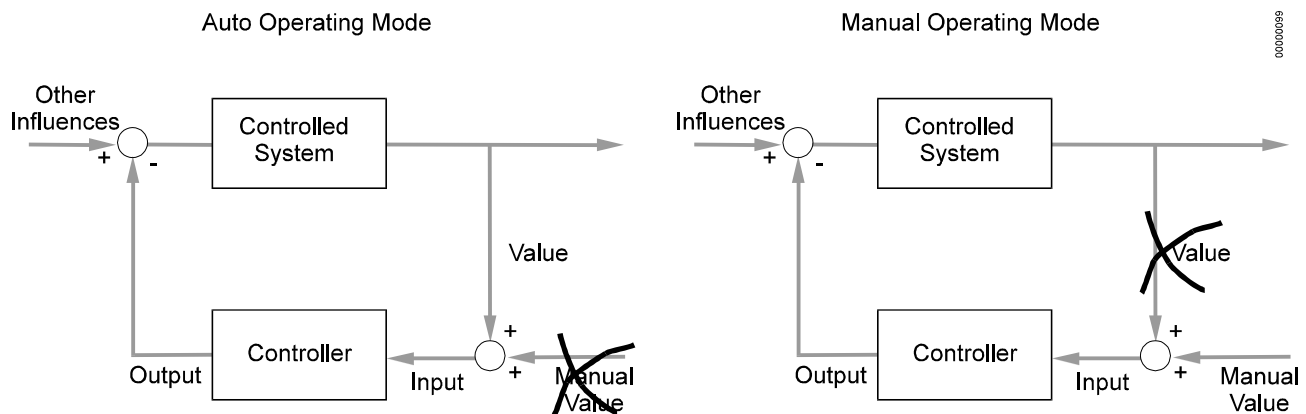 Auto Operating Mode
Other
Influences
+
-
Controlled
System
Value
+
+
Controller
Output
Input
Manual
Value
Manual Operating Mode
00000099
Other
Influences
+
-
Controlled
System
Value
+
+
Controller
Output
Input
Manual
Value